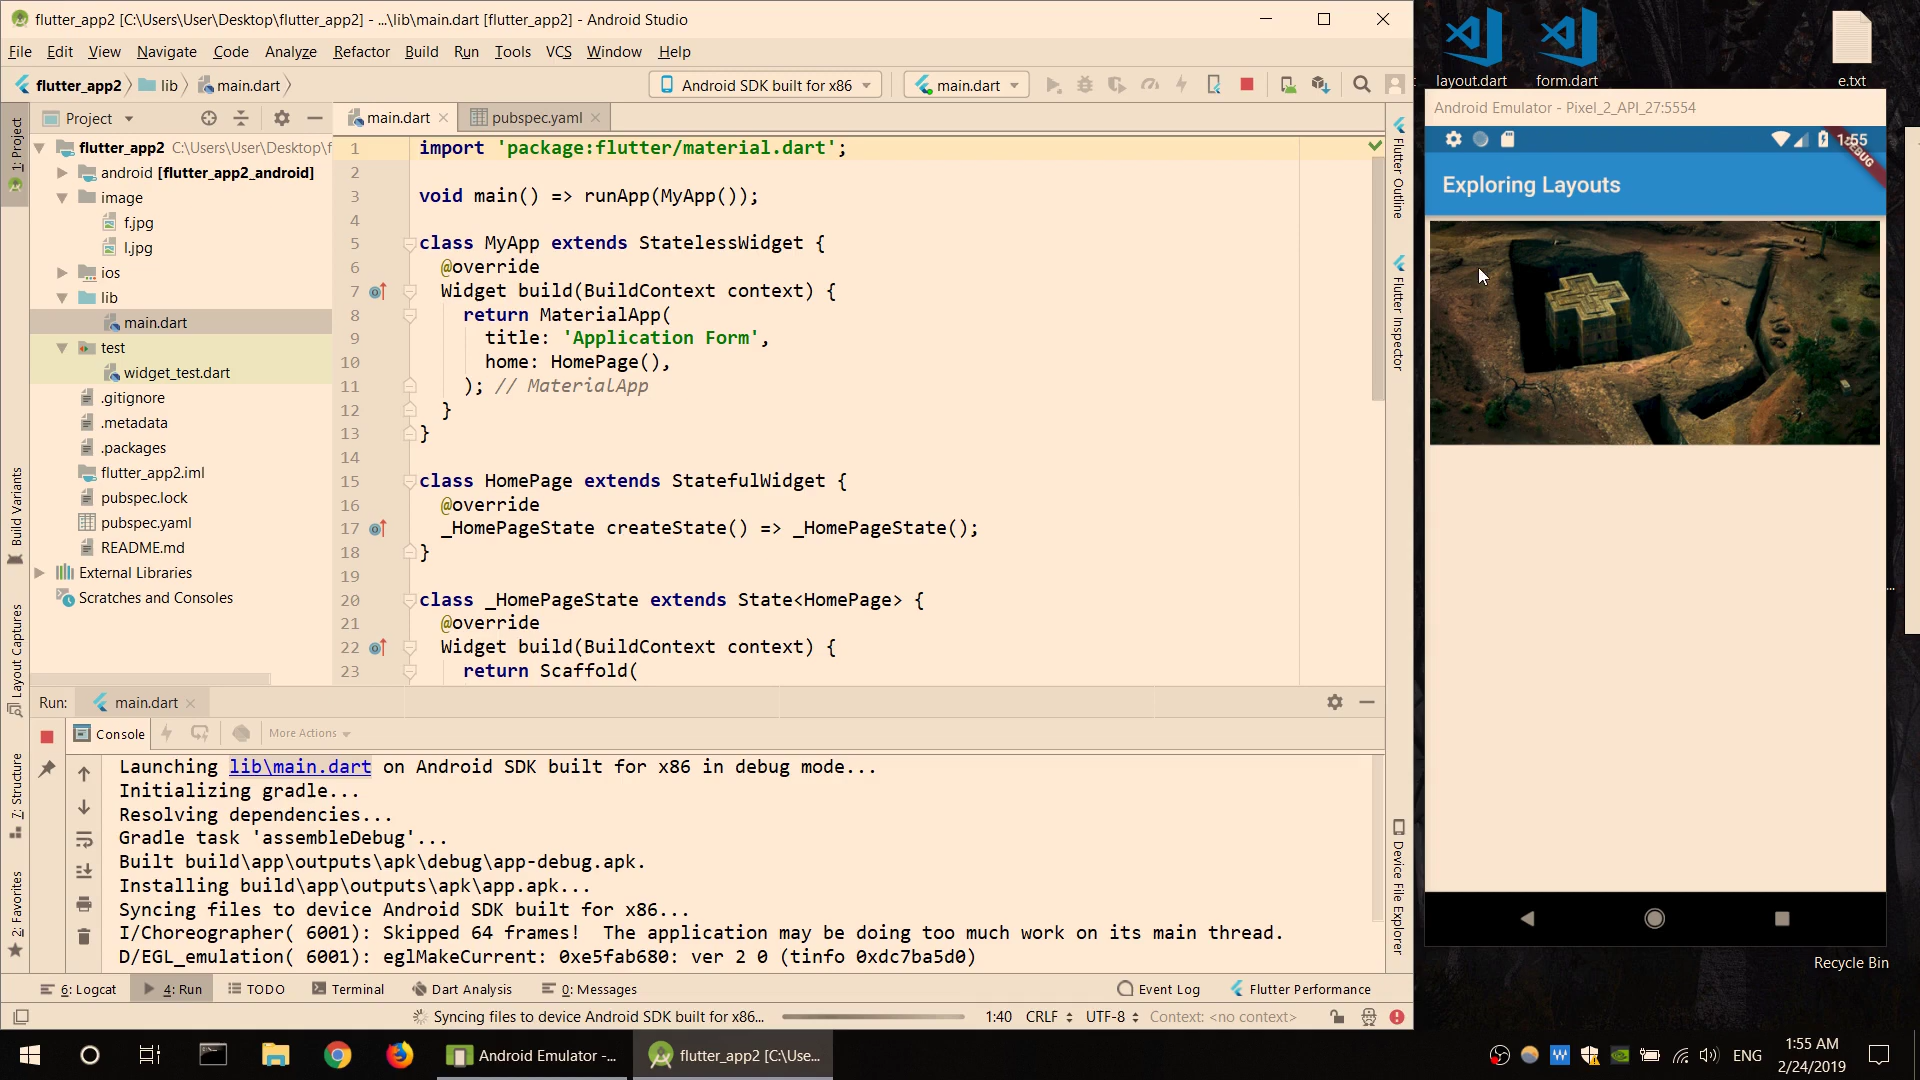 flutter_app2 [C:\Users\User\Desktop\flutter_app2] - ...\lib\main.dart [flutter_app2] - Android Studio
File Edit View Navigate Code Analyze Refactor Build Run Tools VCS Window Help
flutter_app2 lib main.dart
Android SDK built for x86
main.dart
Project
main.dart
pubspec.yaml
flutter_app2 C:\Users\User\Desktop\f
android [flutter_app2_android]
image
f.jpg
l.jpg
ios
lib
main.dart
test
widget_test.dart
.gitignore
.metadata
.packages
flutter_app2.iml
pubspec.lock
pubspec.yaml
README.md
External Libraries
Scratches and Consoles
1: Project
Build Variants
Layout Captures
7: Structure
2: Favorites
1 import 'package:flutter/material.dart';
2
3 void main() => runApp(MyApp());
4
5 class MyApp extends StatelessWidget {
6 @override
7 Widget build(BuildContext context) {
8 return MaterialApp(
9 title: 'Application Form',
10 home: HomePage(),
11 ); // MaterialApp
12 }
13 }
14
15 class HomePage extends StatefulWidget {
16 @override
17 _HomePageState createState() => _HomePageState();
18 }
19
20 class _HomePageState extends State<HomePage> {
21 @override
22 Widget build(BuildContext context) {
23 return Scaffold(
Flutter Outline
Flutter Inspector
Device File Explorer
Run: main.dart
Console
More Actions
Launching lib\main.dart on Android SDK built for x86 in debug mode...
Initializing gradle...
Resolving dependencies...
Gradle task 'assembleDebug'...
Built build\app\outputs\apk\debug\app-debug.apk.
Installing build\app\outputs\apk\app.apk...
Syncing files to device Android SDK built for x86...
I/Choreographer( 6001): Skipped 64 frames!  The application may be doing too much work on its main thread.
D/EGL_emulation( 6001): eglMakeCurrent: 0xe5fab680: ver 2 0 (tinfo 0xdc7ba5d0)
6: Logcat 4: Run TODO Terminal Dart Analysis 0: Messages Event Log Flutter Performance
Syncing files to device Android SDK built for x86... 1:40 CRLF UTF-8 Context: <no context>
layout.dart
form.dart
e.txt
Android Emulator - Pixel_2_API_27:5554
1:55
DEBUG
Exploring Layouts
...
Recycle Bin
Android Emulator -...
flutter_app2 [C:\Use...
ENG
1:55 AM
2/24/2019